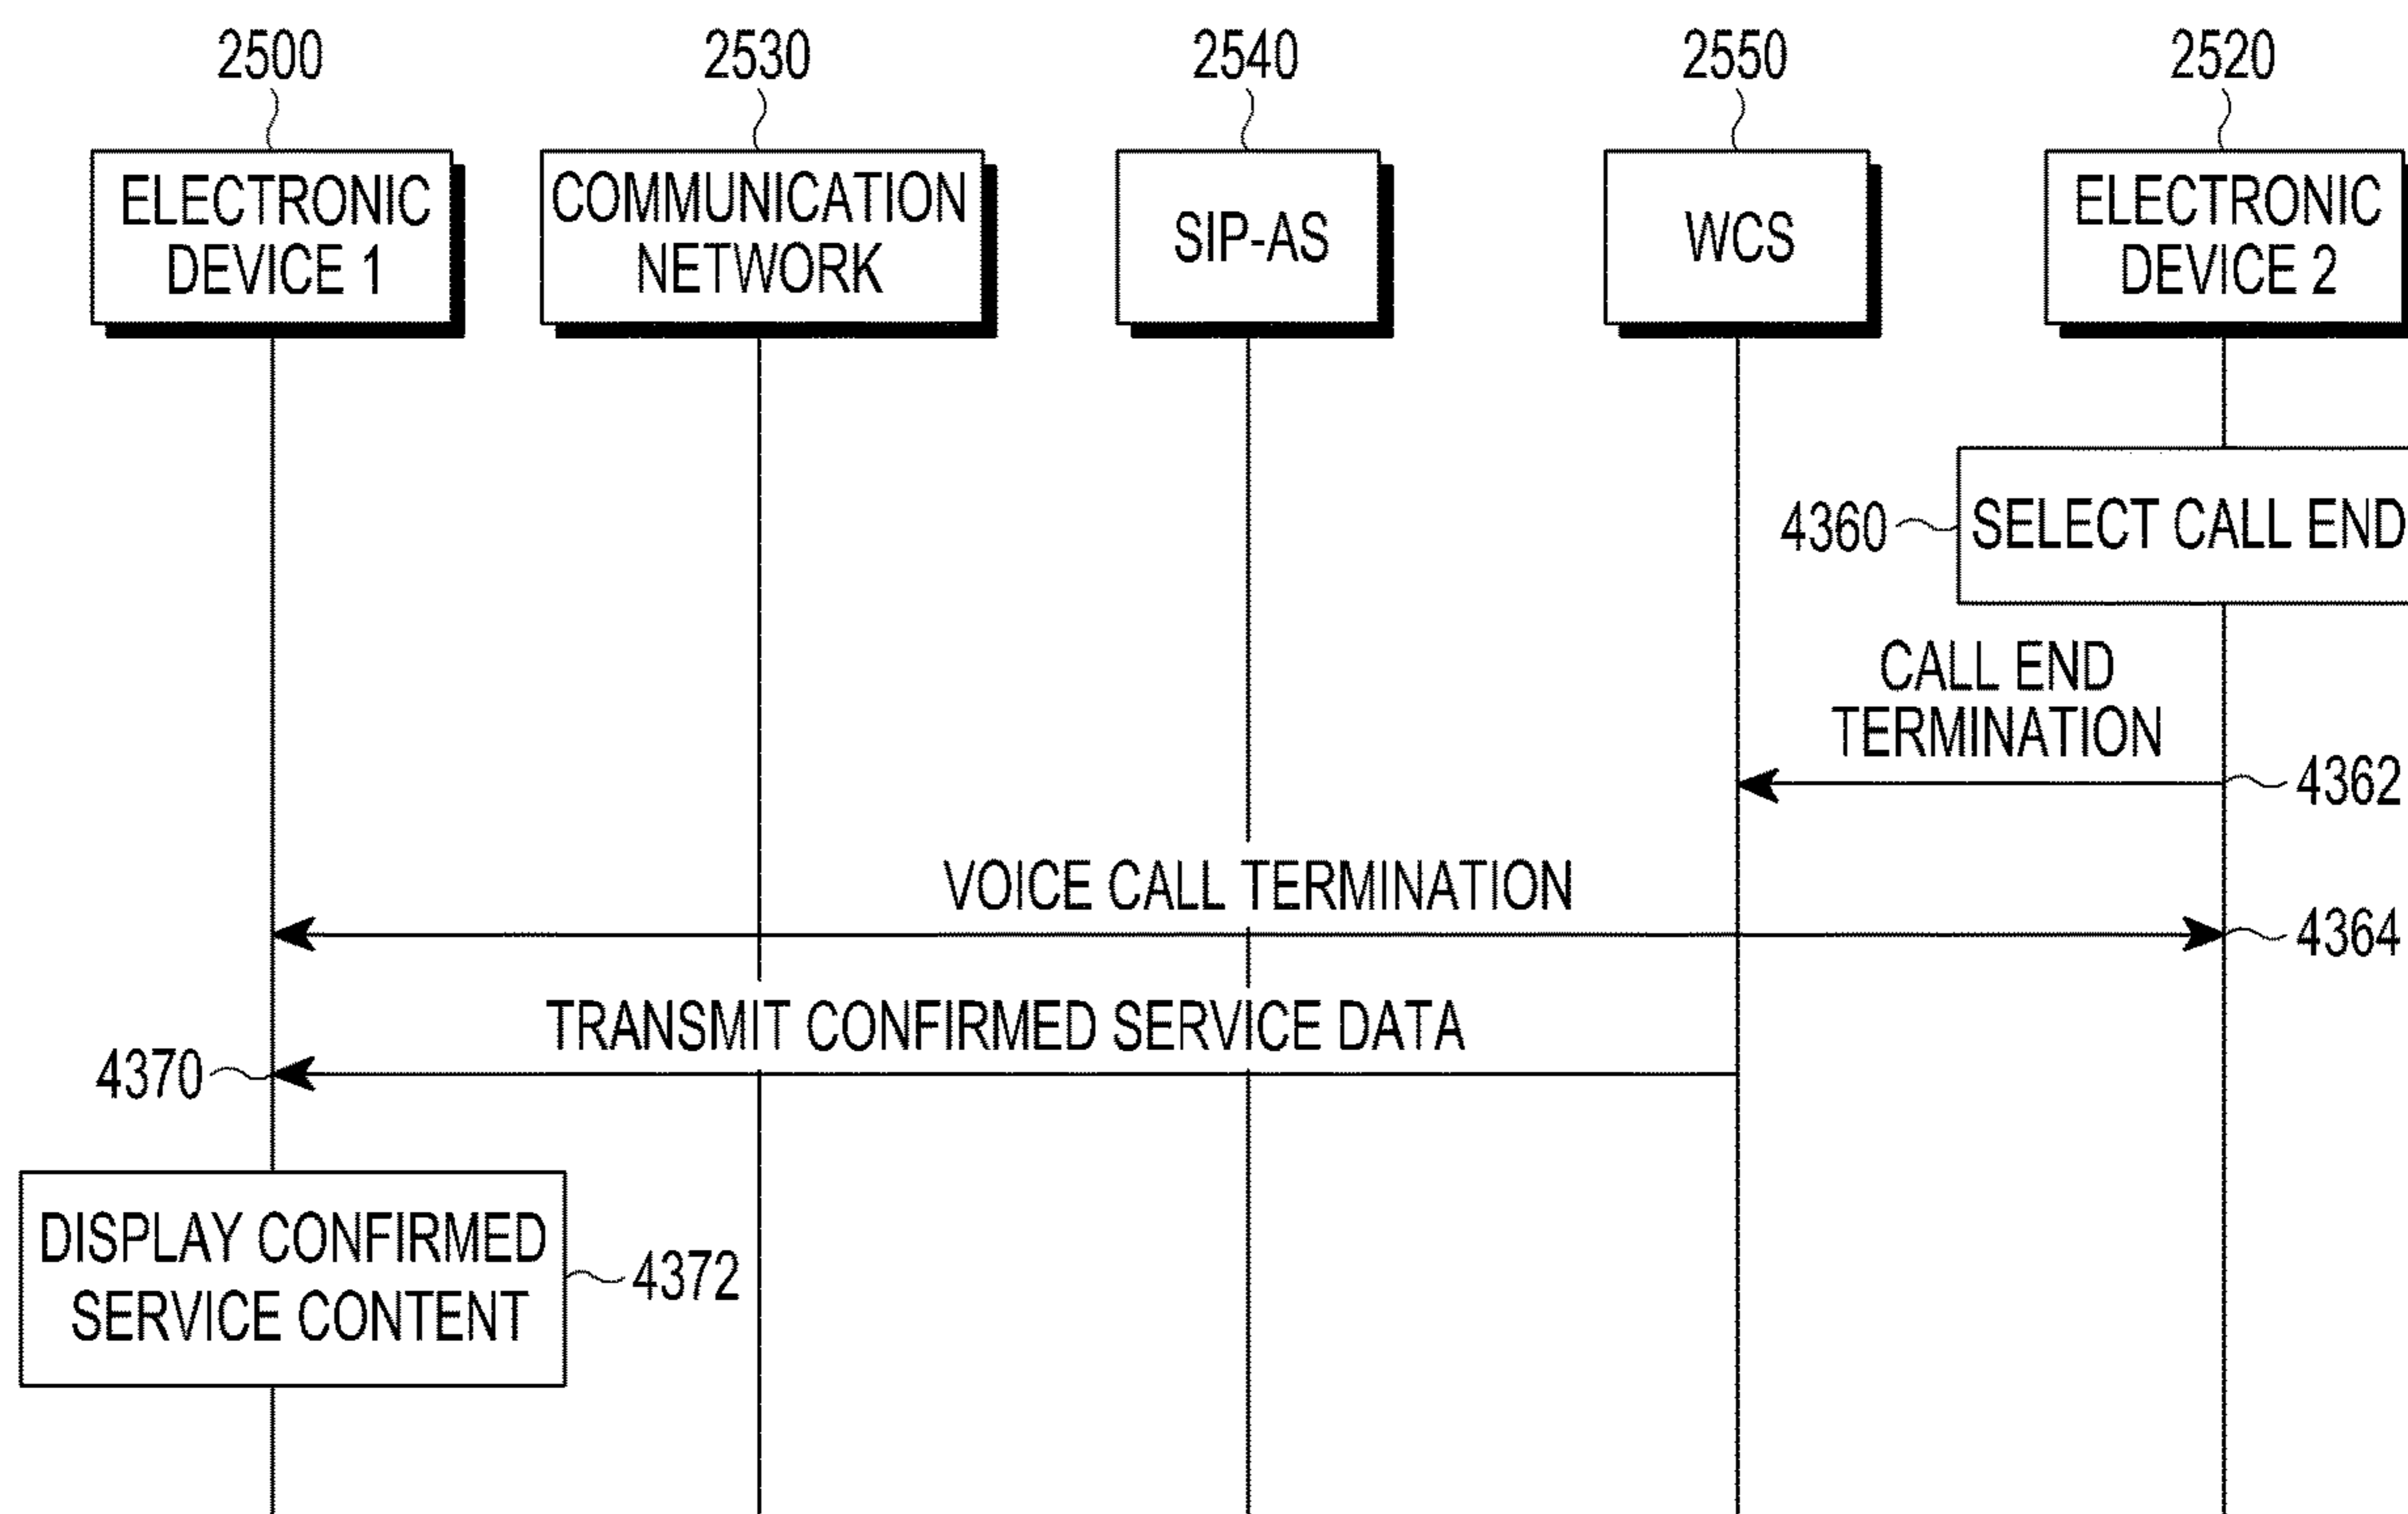 2500
2530
2540
2550
2520
ELECTRONIC
DEVICE 1
COMMUNICATION
NETWORK
SIP-AS
WCS
ELECTRONIC
DEVICE 2
4360
SELECT CALL END
CALL END
TERMINATION
4362
VOICE CALL TERMINATION
4364
TRANSMIT CONFIRMED SERVICE DATA
4370
DISPLAY CONFIRMED
SERVICE CONTENT
4372